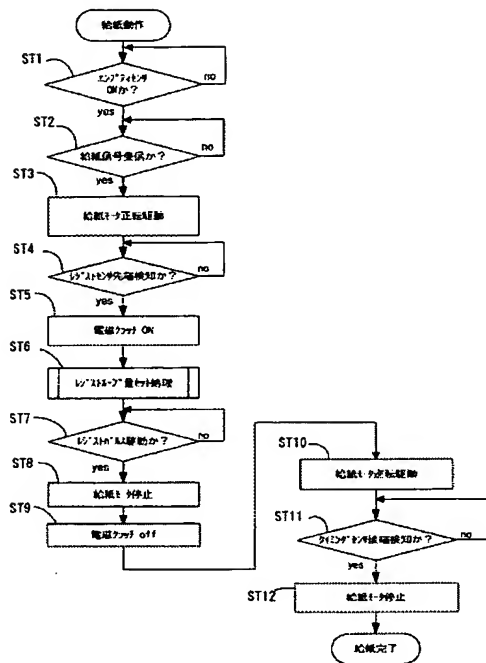 給紙動作
ST1
エンプティセンサ
ONか?
no
yes
ST2
給紙信号受信か?
no
yes
ST3
給紙モータ正転駆動
ST4
レジストセンサ先端検知か?
no
yes
ST5
電磁クラッチ ON
ST6
レジストループ量セット処理
ST7
レジストパルス駆動か?
no
yes
ST8
給紙モータ停止
ST9
電磁クラッチ off
ST10
給紙モータ逆転駆動
ST11
タイミングセンサ後端検知か?
no
yes
ST12
給紙モータ停止
給紙完了